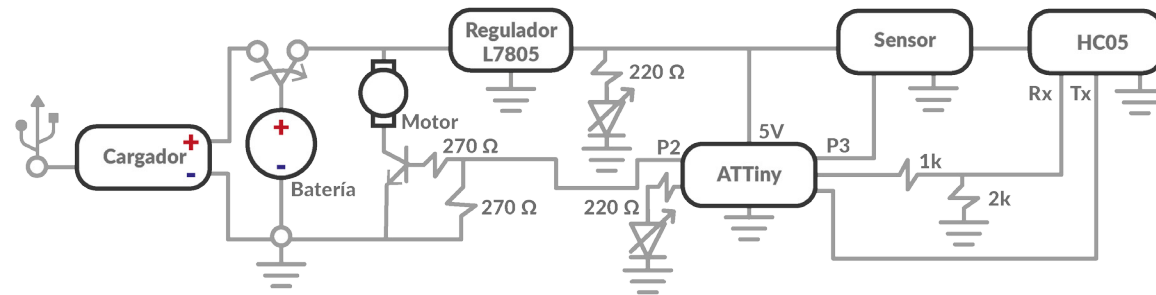 Regulador
L7805
Sensor
HC05
220 Ω
Rx Tx
+
+
Motor
Cargador
-
-
Batería
270 Ω
270 Ω
5V
P2
P3
ATTiny
220 Ω
1k
2k